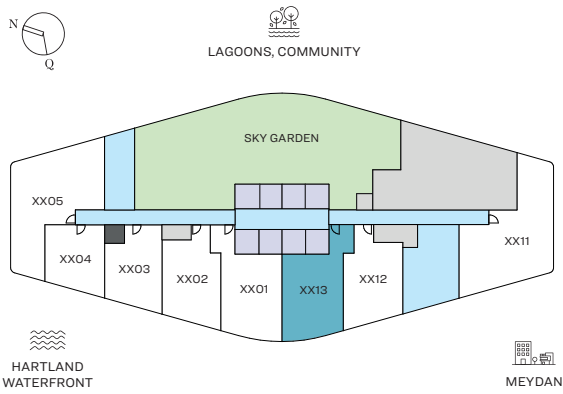 N
Q
LAGOONS, COMMUNITY
SKY GARDEN
XX05
XX04
XX03
XX02
XX01
XX13
XX12
XX11
HARTLAND
WATERFRONT
MEYDAN